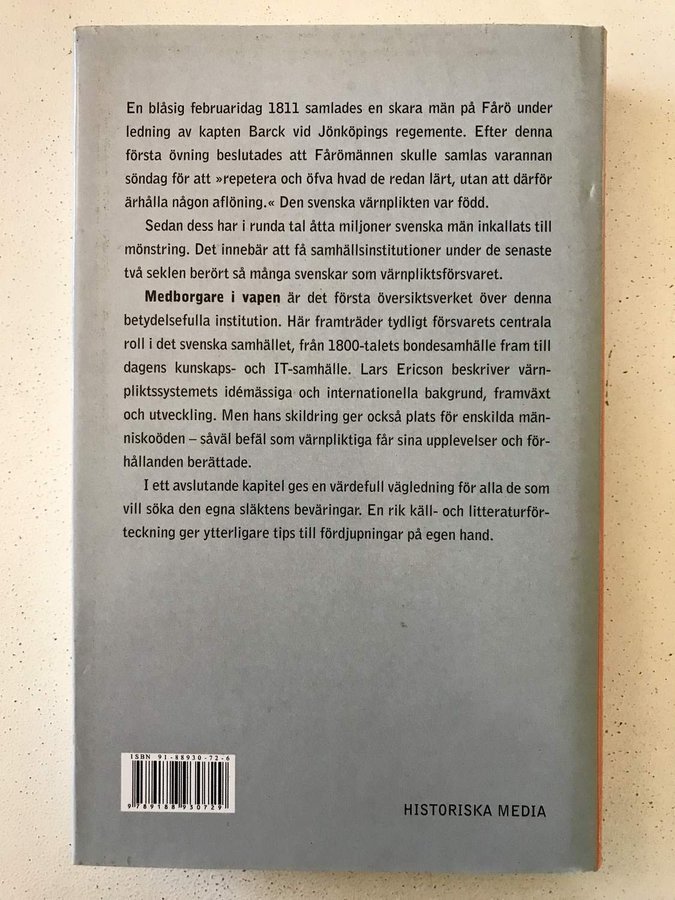 En blåsig februaridag 1811 samlades en skara män på Fårö under
ledning av kapten Barck vid Jönköpings regemente. Efter denna
första övning beslutades att Fårömännen skulle samlas varannan
söndag för att »repetera och öfva hvad de redan lärt, utan att därför
ärhålla någon aflöning.« Den svenska värnplikten var född.
Sedan dess har i runda tal åtta miljoner svenska män inkallats till
mönstring. Det innebär att få samhällsinstitutioner under de senaste
två seklen berört så många svenskar som värnpliktsförsvaret.
Medborgare i vapen är det första översiktsverket över denna
betydelsefulla institution. Här framträder tydligt försvarets centrala
roll i det svenska samhället, från 1800-talets bondesamhälle fram till
dagens kunskaps- och IT-samhälle. Lars Ericson beskriver värn-
pliktssystemets idémässiga och internationella bakgrund, framväxt
och utveckling. Men hans skildring ger också plats för enskilda män-
niskoöden – såväl befäl som värnpliktiga får sina upplevelser och för-
hållanden berättade.
I ett avslutande kapitel ges en värdefull vägledning för alla de som
vill söka den egna släktens beväringar. En rik käll- och litteraturför-
teckning ger ytterligare tips till fördjupningar på egen hand.
ISBN 91-88930-72-6
9 789188 930729
HISTORISKA MEDIA